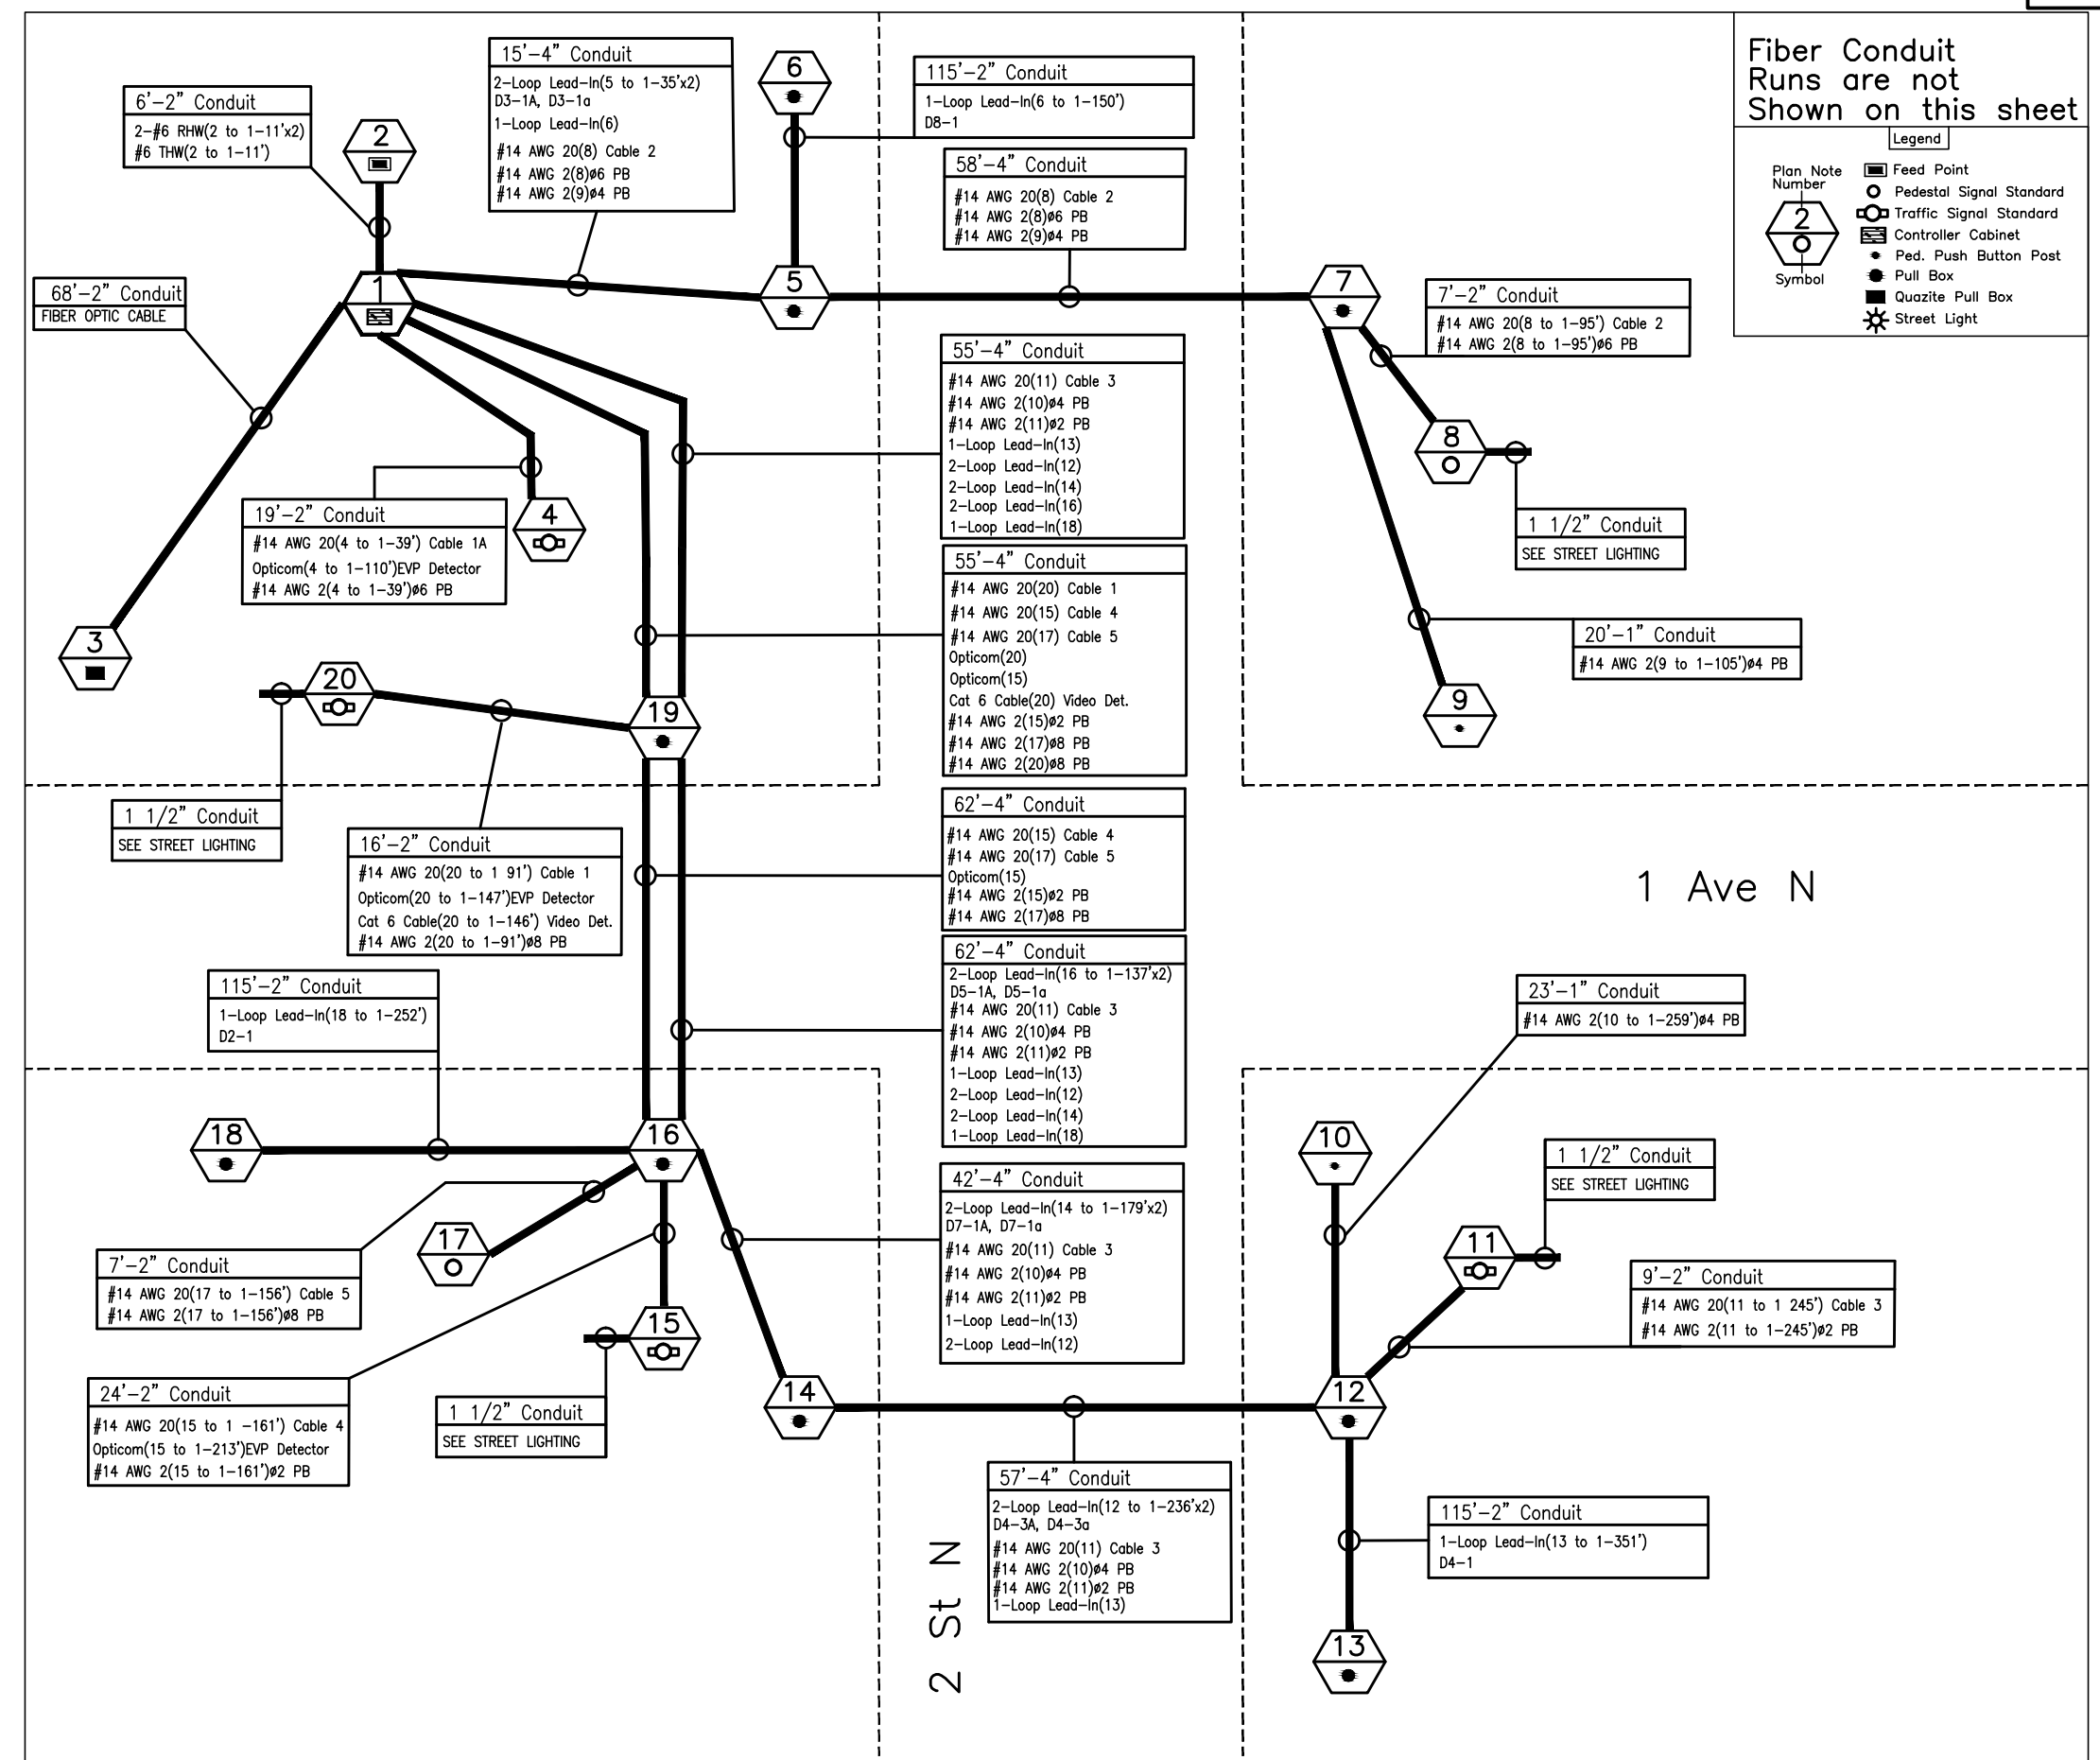 15'-4" Conduit
2-Loop Lead-In(5 to 1-35'x2)
D3-1A, D3-1a
1-Loop Lead-In(6)
#14 AWG 20(8) Cable 2
#14 AWG 2(8)ø6 PB
#14 AWG 2(9)ø4 PB
6'-2" Conduit
2-#6 RHW(2 to 1-11'x2)
#6 THW(2 to 1-11')
2
6
115'-2" Conduit
1-Loop Lead-In(6 to 1-150')
D8-1
58'-4" Conduit
#14 AWG 20(8) Cable 2
#14 AWG 2(8)ø6 PB
#14 AWG 2(9)ø4 PB
Fiber Conduit
Runs are not
Shown on this sheet
Legend
Plan Note
Number
2
Symbol
Feed Point
Pedestal Signal Standard
Traffic Signal Standard
Controller Cabinet
Ped. Push Button Post
Pull Box
Quazite Pull Box
Street Light
68'-2" Conduit
FIBER OPTIC CABLE
1
5
7
7'-2" Conduit
#14 AWG 20(8 to 1-95') Cable 2
#14 AWG 2(8 to 1-95')ø6 PB
55'-4" Conduit
#14 AWG 20(11) Cable 3
#14 AWG 2(10)ø4 PB
#14 AWG 2(11)ø2 PB
1-Loop Lead-In(13)
2-Loop Lead-In(12)
2-Loop Lead-In(14)
2-Loop Lead-In(16)
1-Loop Lead-In(18)
8
1 1/2" Conduit
SEE STREET LIGHTING
19'-2" Conduit
#14 AWG 20(4 to 1-39') Cable 1A
Opticom(4 to 1-110')EVP Detector
#14 AWG 2(4 to 1-39')ø6 PB
4
55'-4" Conduit
#14 AWG 20(20) Cable 1
#14 AWG 20(15) Cable 4
#14 AWG 20(17) Cable 5
Opticom(20)
Opticom(15)
Cat 6 Cable(20) Video Det.
#14 AWG 2(15)ø2 PB
#14 AWG 2(17)ø8 PB
#14 AWG 2(20)ø8 PB
20'-1" Conduit
#14 AWG 2(9 to 1-105')ø4 PB
3
20
19
9
1 1/2" Conduit
SEE STREET LIGHTING
16'-2" Conduit
#14 AWG 20(20 to 1 91') Cable 1
Opticom(20 to 1-147')EVP Detector
Cat 6 Cable(20 to 1-146') Video Det.
#14 AWG 2(20 to 1-91')ø8 PB
62'-4" Conduit
#14 AWG 20(15) Cable 4
#14 AWG 20(17) Cable 5
Opticom(15)
#14 AWG 2(15)ø2 PB
#14 AWG 2(17)ø8 PB
1 Ave N
115'-2" Conduit
1-Loop Lead-In(18 to 1-252')
D2-1
62'-4" Conduit
2-Loop Lead-In(16 to 1-137'x2)
D5-1A, D5-1a
#14 AWG 20(11) Cable 3
#14 AWG 2(10)ø4 PB
#14 AWG 2(11)ø2 PB
1-Loop Lead-In(13)
2-Loop Lead-In(12)
2-Loop Lead-In(14)
1-Loop Lead-In(18)
23'-1" Conduit
#14 AWG 2(10 to 1-259')ø4 PB
18
16
10
1 1/2" Conduit
SEE STREET LIGHTING
42'-4" Conduit
2-Loop Lead-In(14 to 1-179'x2)
D7-1A, D7-1a
#14 AWG 20(11) Cable 3
#14 AWG 2(10)ø4 PB
#14 AWG 2(11)ø2 PB
1-Loop Lead-In(13)
2-Loop Lead-In(12)
17
11
7'-2" Conduit
#14 AWG 20(17 to 1-156') Cable 5
#14 AWG 2(17 to 1-156')ø8 PB
9'-2" Conduit
#14 AWG 20(11 to 1 245') Cable 3
#14 AWG 2(11 to 1-245')ø2 PB
15
24'-2" Conduit
#14 AWG 20(15 to 1 -161') Cable 4
Opticom(15 to 1-213')EVP Detector
#14 AWG 2(15 to 1-161')ø2 PB
1 1/2" Conduit
SEE STREET LIGHTING
14
12
57'-4" Conduit
2-Loop Lead-In(12 to 1-236'x2)
D4-3A, D4-3a
#14 AWG 20(11) Cable 3
#14 AWG 2(10)ø4 PB
#14 AWG 2(11)ø2 PB
1-Loop Lead-In(13)
115'-2" Conduit
1-Loop Lead-In(13 to 1-351')
D4-1
2 St N
13